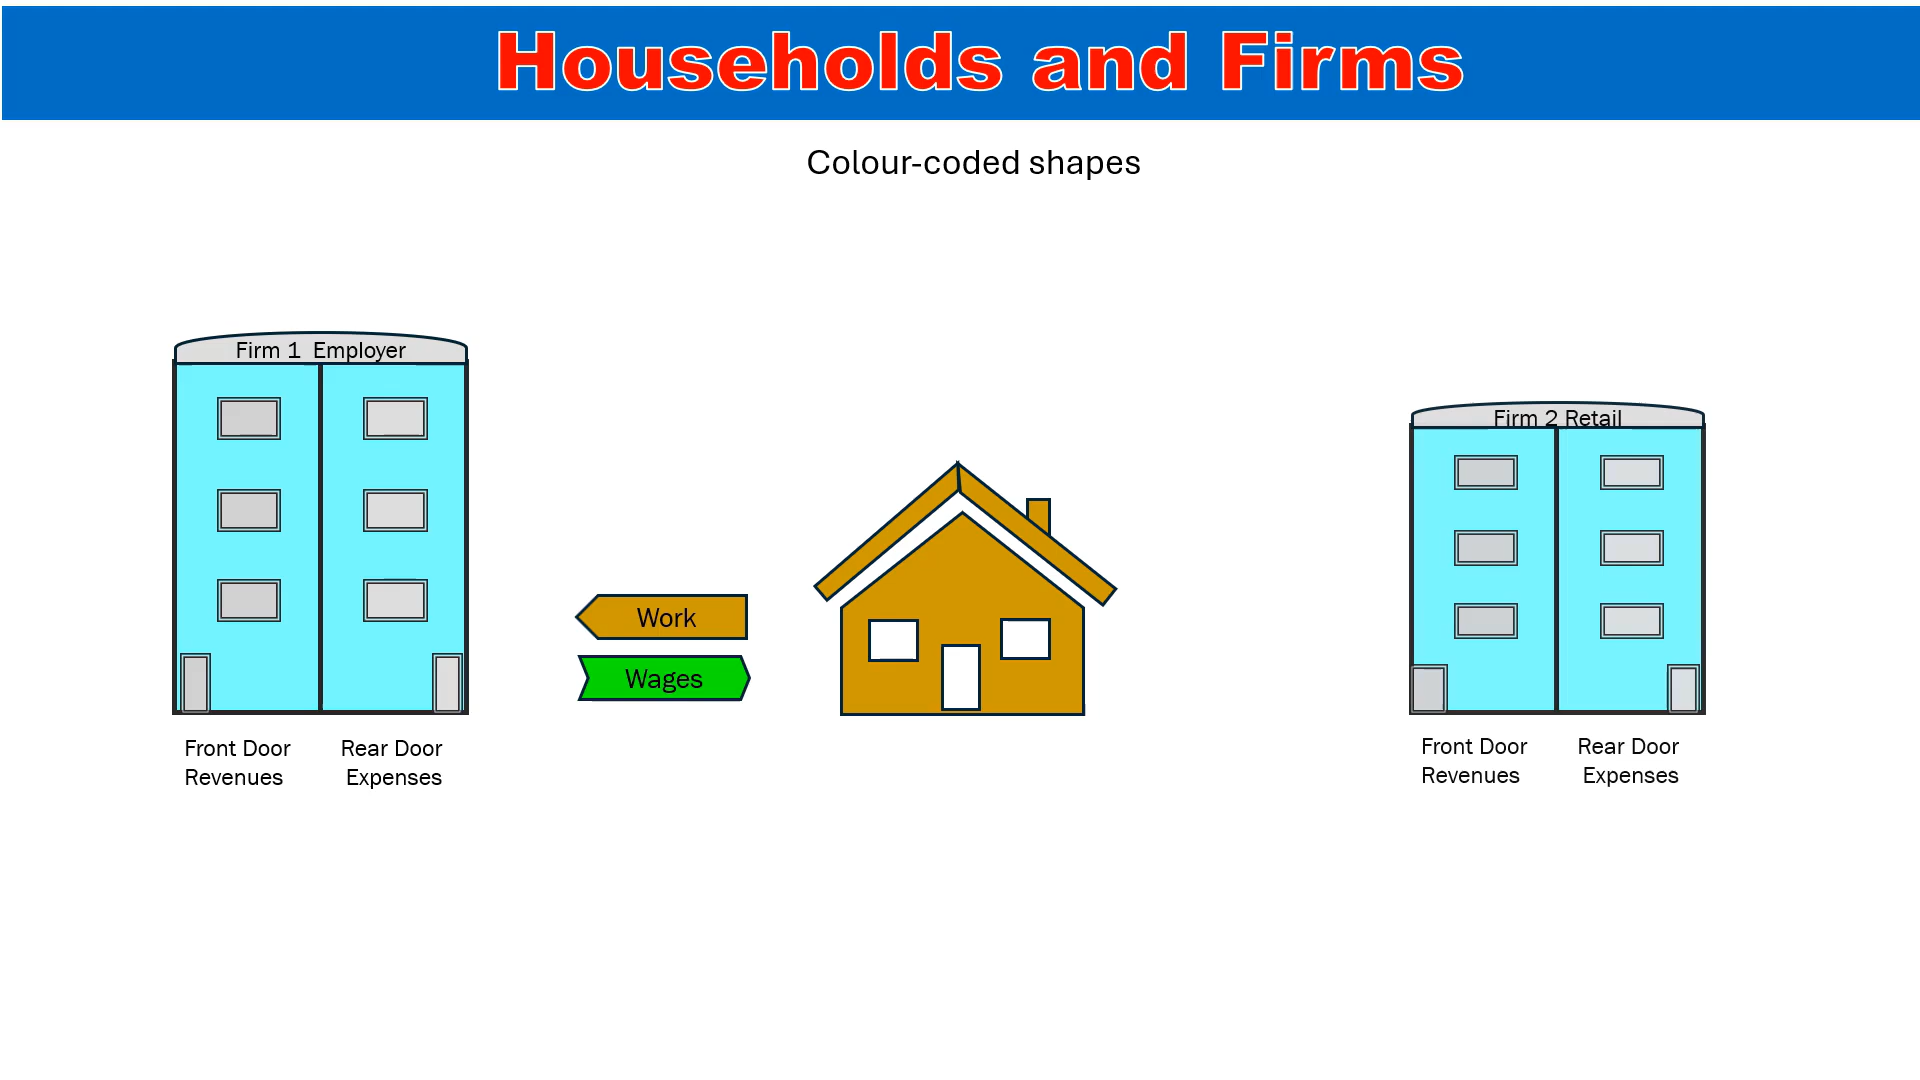 Households and Firms
Colour-coded shapes
Firm 1 Employer
Firm 2 Retail
Work
Wages
Front Door
Revenues
Rear Door
Expenses
Front Door
Revenues
Rear Door
Expenses